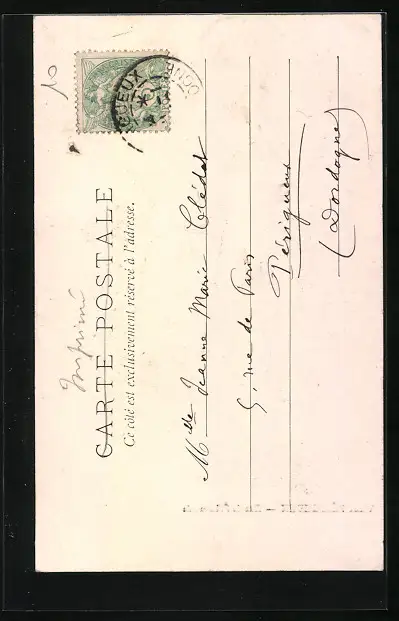 Imprimé
CARTE POSTALE
Ce côté est exclusivement réservé à l'adresse.
Mlle Jeanne Marie Clédat
5, rue de Paris
Périgueux
(Dordogne)